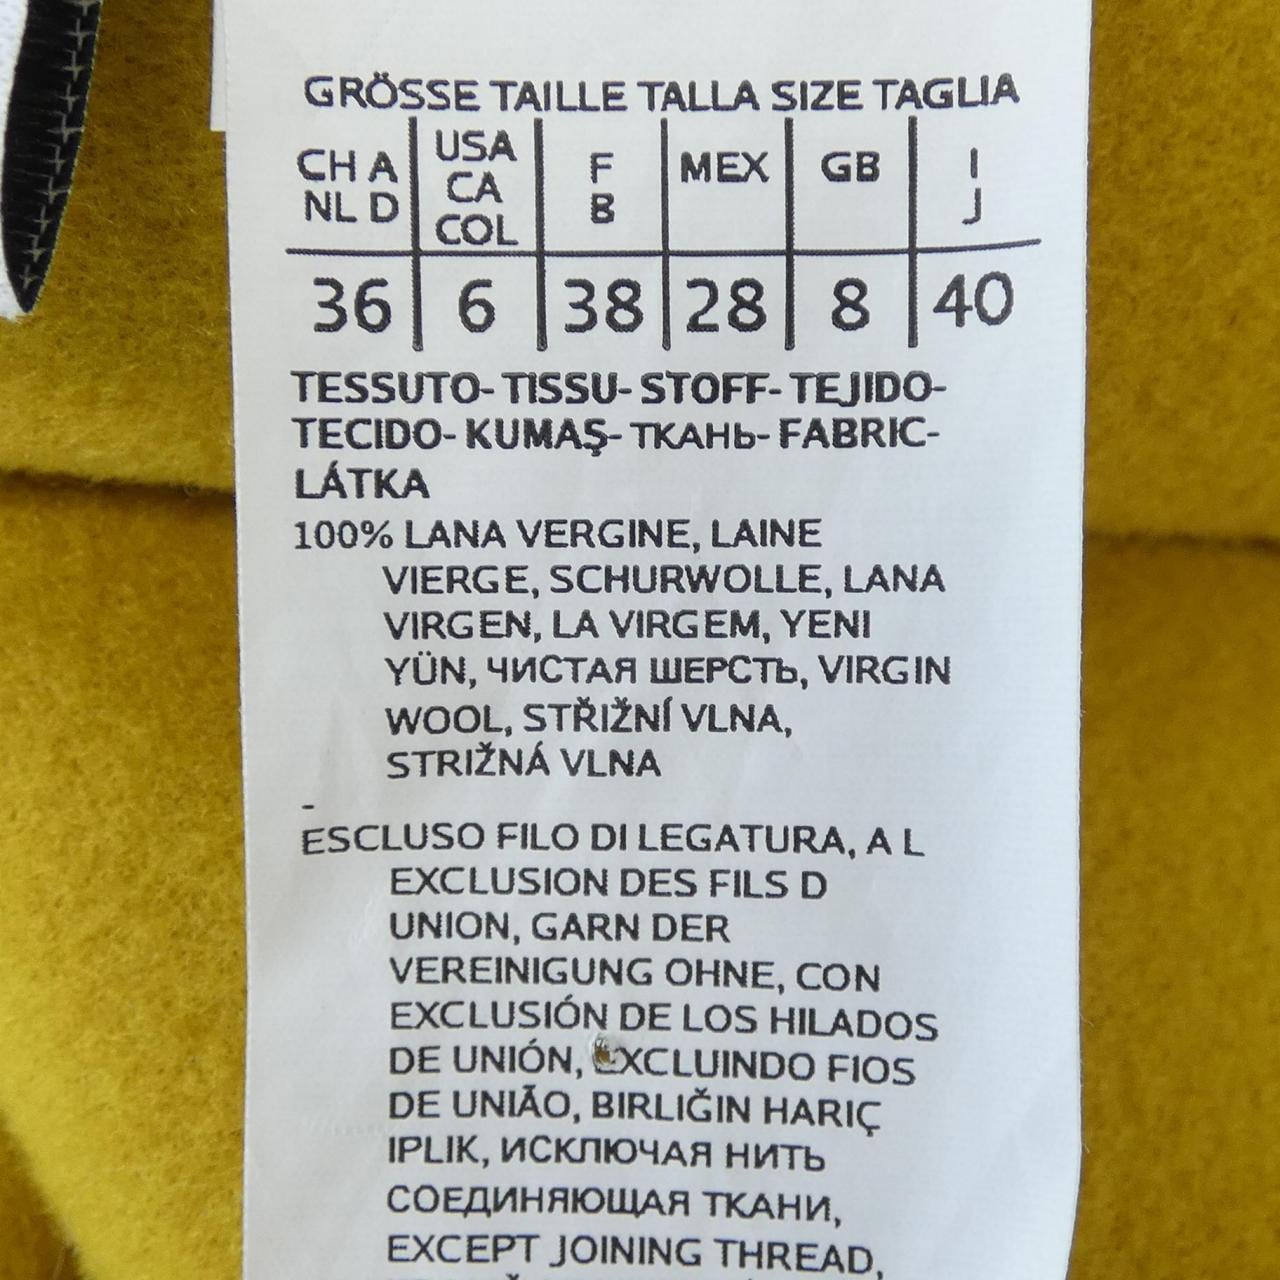 GRÖSSE TAILLE TALLA SIZE TAGLIA
CH A NL D USA CA COL F B MEX GB I J
36 6 38 28 8 40
TESSUTO- TISSU- STOFF- TEJIDO-
TECIDO- KUMAŞ- ТКАНЬ- FABRIC-
LÁTKA
100% LANA VERGINE, LAINE
VIERGE, SCHURWOLLE, LANA
VIRGEN, LA VIRGEM, YENI
YÜN, ЧИСТАЯ ШЕРСТЬ, VIRGIN
WOOL, STŘIŽNÍ VLNA,
STRIŽNÁ VLNA
-
ESCLUSO FILO DI LEGATURA, A L
EXCLUSION DES FILS D
UNION, GARN DER
VEREINIGUNG OHNE, CON
EXCLUSIÓN DE LOS HILADOS
DE UNIÓN, EXCLUINDO FIOS
DE UNIÃO, BIRLIĞIN HARIÇ
IPLIK, ИСКЛЮЧАЯ НИТЬ
СОЕДИНЯЮЩАЯ ТКАНИ,
EXCEPT JOINING THREAD,